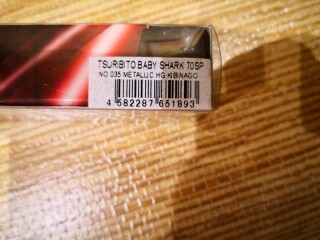 TSURIBITO BABY SHARK 70SP
NO.035 METALLIC HG KIBINAGO
4 582287 651893